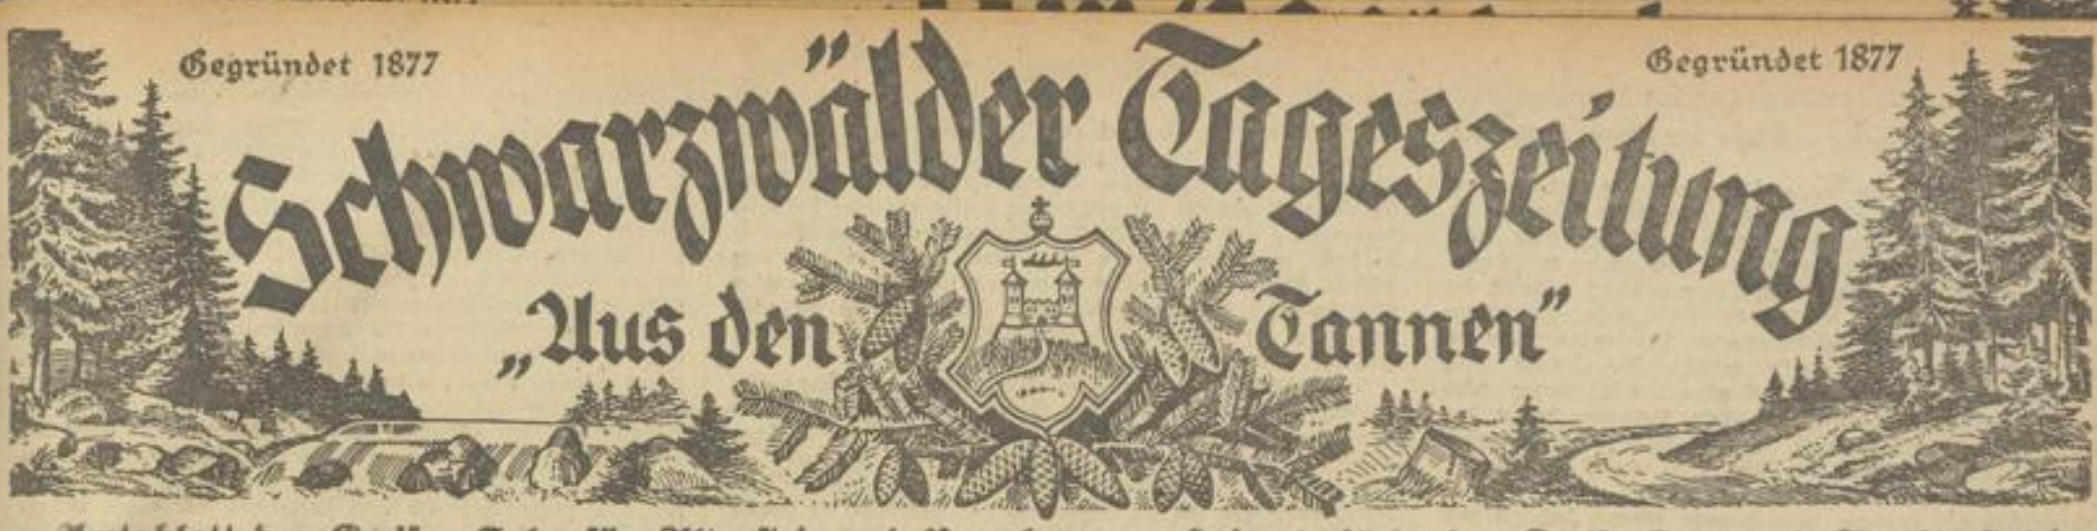 Gegründet 1877
Gegründet 1877
Schwarzwälder Tageszeitung
„Aus den Tannen"